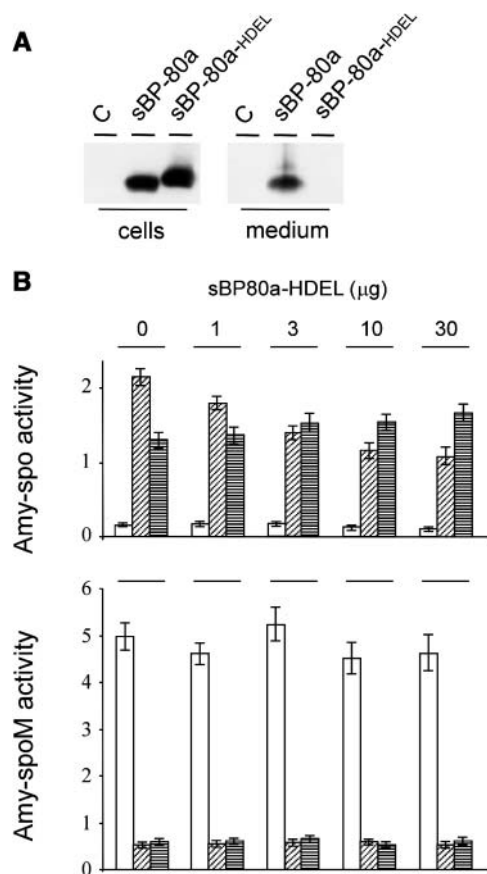 A
C
sBP-80a
sBP-80a-HDEL
C
sBP-80a
sBP-80a-HDEL
cells
medium
B
sBP80a-HDEL (μg)
0 1 3 10 30
Amy-spo activity
2
1
0
Amy-spoM activity
6
5
4
3
2
1
0